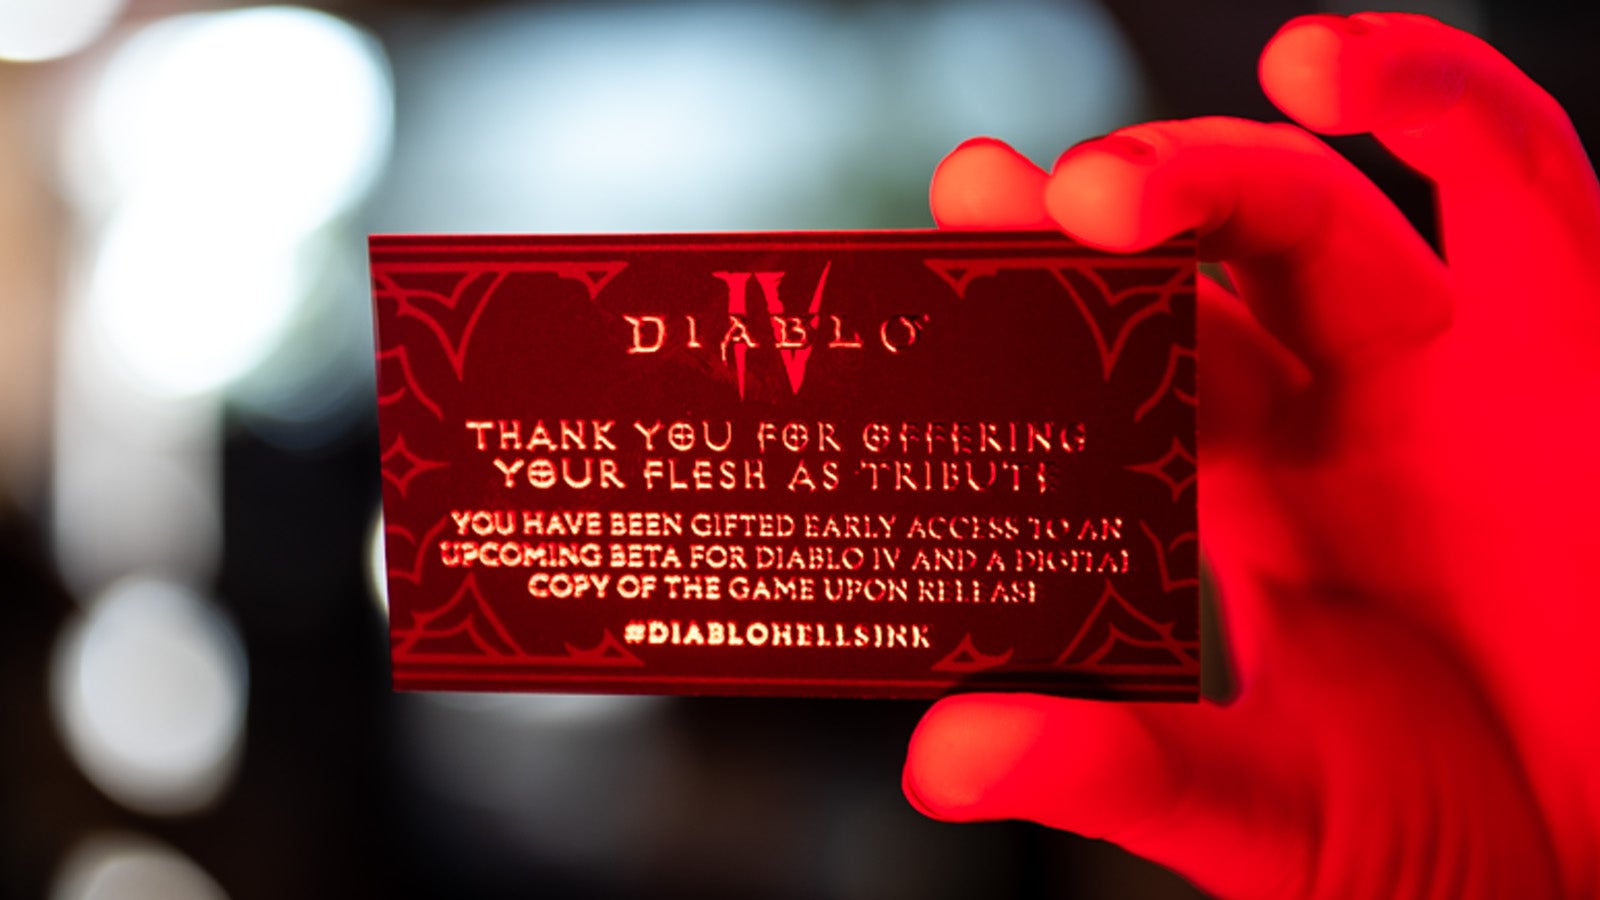 IV
DIABLO
THANK YOU FOR OFFERING
YOUR FLESH AS TRIBUTE
YOU HAVE BEEN GIFTED EARLY ACCESS TO AN
UPCOMING BETA FOR DIABLO IV AND A DIGITAL
COPY OF THE GAME UPON RELEASE
#DIABLOHELLSINK